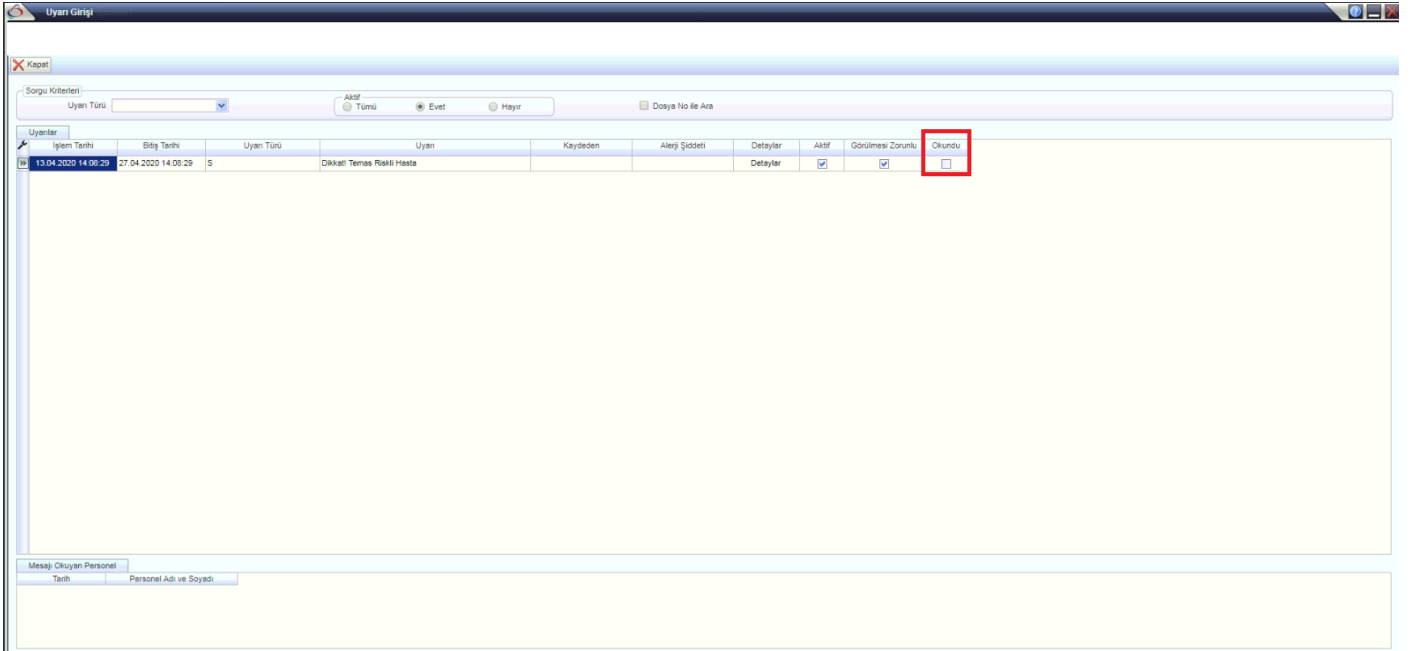 Uyarı Girişi
Kapat
Sorgu Kriterleri
Uyarı Türü
Aktif
Tümü Evet Hayır
Dosya No ile Ara
Uyarılar
İşlem Tarihi Bitiş Tarihi Uyarı Türü Uyarı Kaydeden Alerji Şiddeti Detaylar Aktif Görülmesi Zorunlu Okundu
13.04.2020 14:08:29 27.04.2020 14:08:29 S Dikkat! Temas Riskli Hasta Detaylar
Mesajı Okuyan Personel
Tarih Personel Adı ve Soyadı